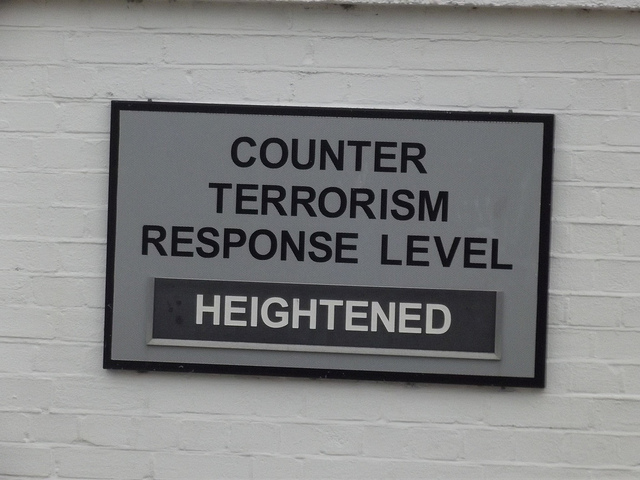 COUNTER
TERRORISM
RESPONSE LEVEL
HEIGHTENED